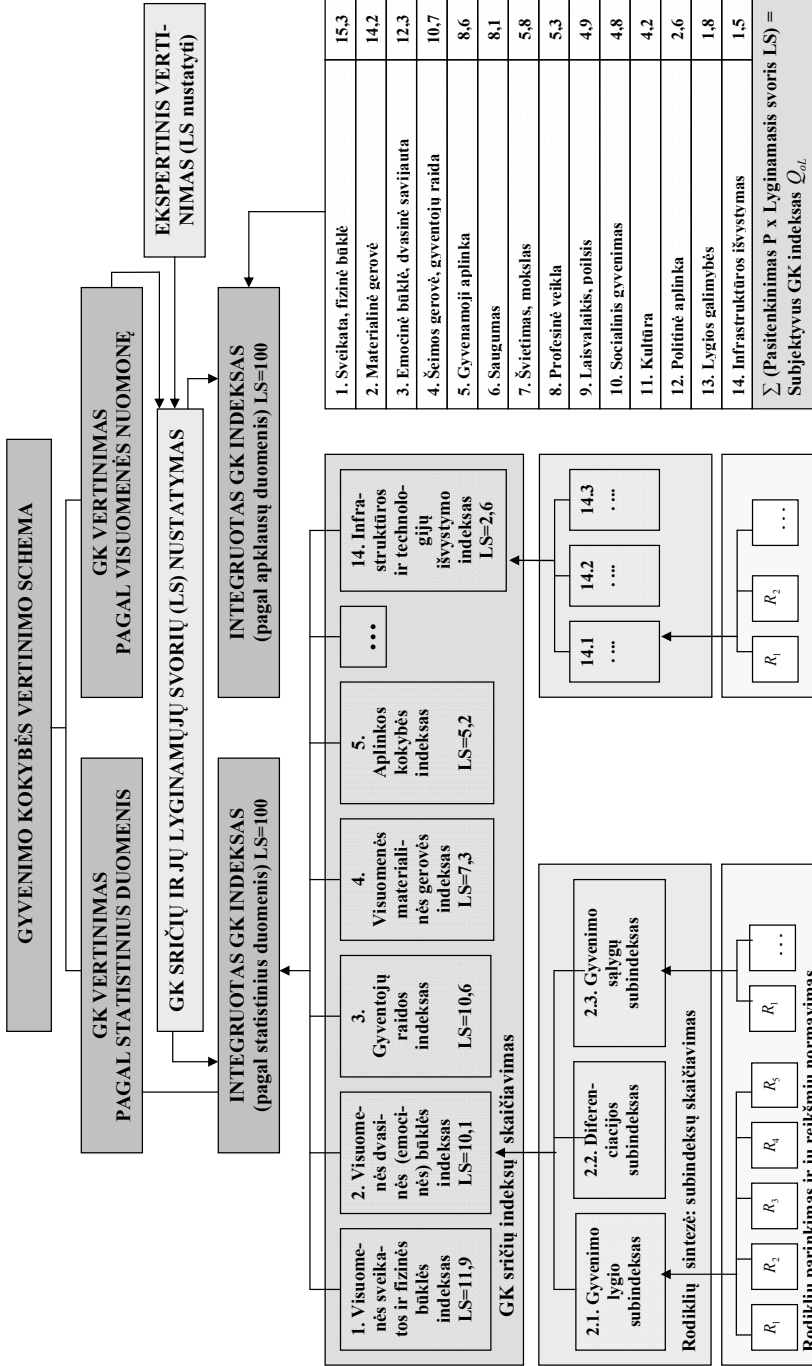 GYVENIMO KOKYBĖS VERTINIMO SCHEMA
GK VERTINIMAS
PAGAL STATISTINIUS DUOMENIS
GK VERTINIMAS
PAGAL VISUOMENĖS NUOMONĘ
EKSPERTINIS VERTI-
NIMAS (LS nustatyti)
GK SRIČIŲ IR JŲ LYGINAMŲJŲ SVORIŲ (LS) NUSTATYMAS
INTEGRUOTAS GK INDEKSAS
(pagal statistinius duomenis) LS=100
INTEGRUOTAS GK INDEKSAS
(pagal apklausų duomenis) LS=100
1. Visuome-
nės sveika-
tos ir fizinės
būklės
indeksas
LS=11,9
2. Visuome-
nės dvasi-
nės (emoci-
nės) būklės
indeksas
LS=10,1
3.
Gyventojų
raidos
indeksas
LS=10,6
4.
Visuomenės
materiali-
nės gerovės
indeksas
LS=7,3
5.
Aplinkos
kokybės
indeksas
LS=5,2
...
14. Infra-
struktūros
ir technolo-
gijų
išvystymo
indeksas
LS=2,6
GK sričių indeksų skaičiavimas
2.1. Gyvenimo
lygio
subindeksas
2.2. Diferen-
ciacijos
subindeksas
2.3. Gyvenimo
sąlygų
subindeksas
Rodiklių sintezė: subindeksų skaičiavimas
14.1
. ...
14.2
. ...
14.3
. ...
R1 R2 R3 R4 R5
R1 ...
R1 R2 ...
Rodiklių parinkimas ir jų reikšmių normavimas
1. Sveikata, fizinė būklė 15,3
2. Materialinė gerovė 14,2
3. Emocinė būklė, dvasinė savijauta 12,3
4. Šeimos gerovė, gyventojų raida 10,7
5. Gyvenamoji aplinka 8,6
6. Saugumas 8,1
7. Švietimas, mokslas 5,8
8. Profesinė veikla 5,3
9. Laisvalaikis, poilsis 4,9
10. Socialinis gyvenimas 4,8
11. Kultūra 4,2
12. Politinė aplinka 2,6
13. Lygios galimybės 1,8
14. Infrastruktūros išvystymas 1,5
∑ (Pasitenkinimas P x Lyginamasis svoris LS) =
Subjektyvus GK indeksas QoL